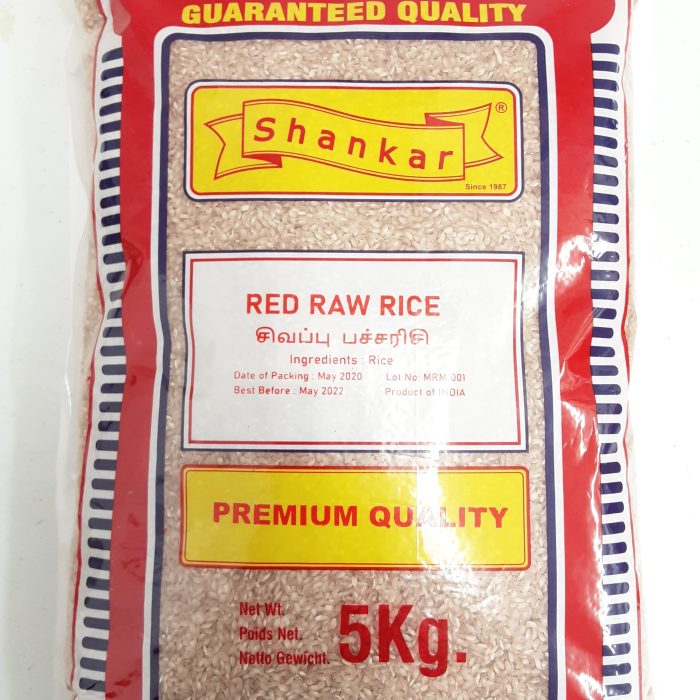 GUARANTEED QUALITY
Shankar ®
Since 1987
RED RAW RICE
சிவப்பு பச்சரிசி
Ingredients : Rice
Date of Packing : May 2020 Lot No: MRM 001
Best Before : May 2022 Product of INDIA
PREMIUM QUALITY
Net Wt.
Poids Net. 5Kg.
Netto Gewicht.